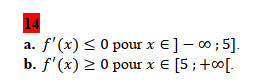 14
a. f'(x) ≤ 0 pour x ∈ ] − ∞ ; 5].
b. f'(x) ≥ 0 pour x ∈ [5 ; +∞[.